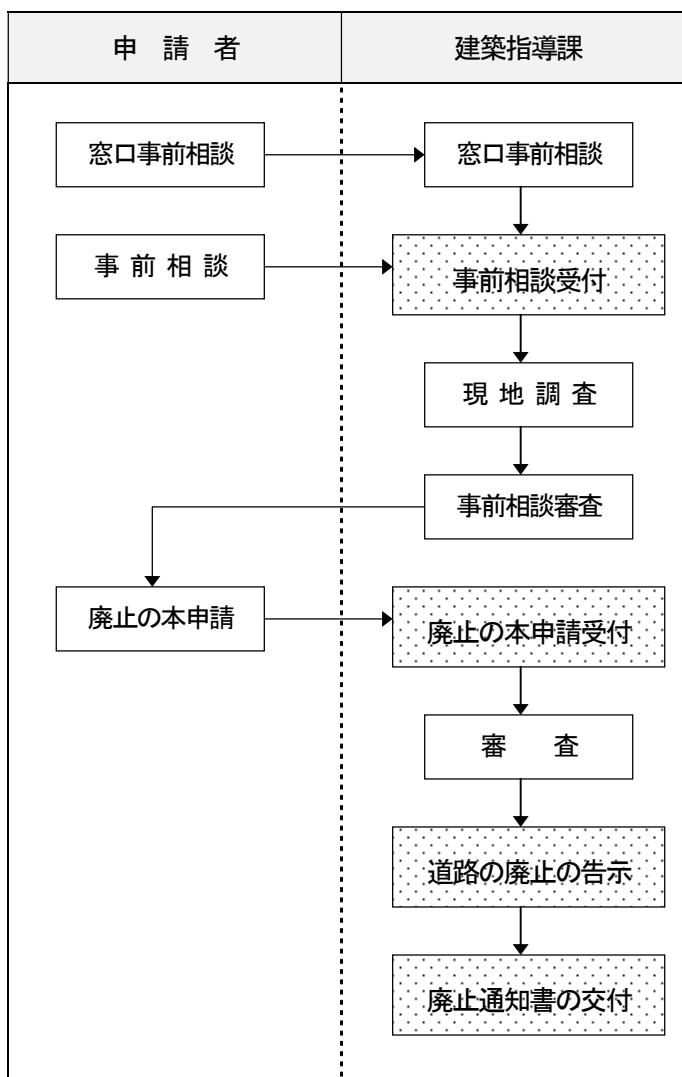 申 請 者
建築指導課
窓口事前相談
窓口事前相談
事 前 相 談
事前相談受付
現 地 調 査
事前相談審査
廃止の本申請
廃止の本申請受付
審 査
道路の廃止の告示
廃止通知書の交付